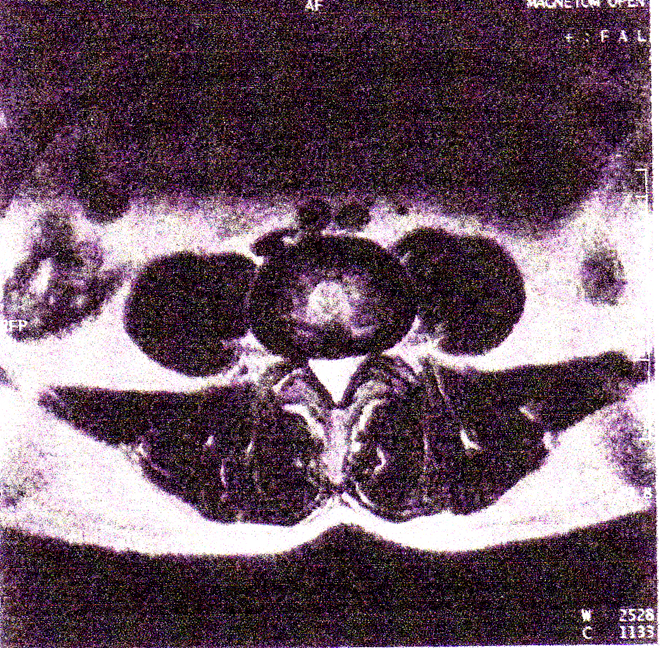 AF
MAGNETOM OPEN
+ : F A L
W 2528
C 1133